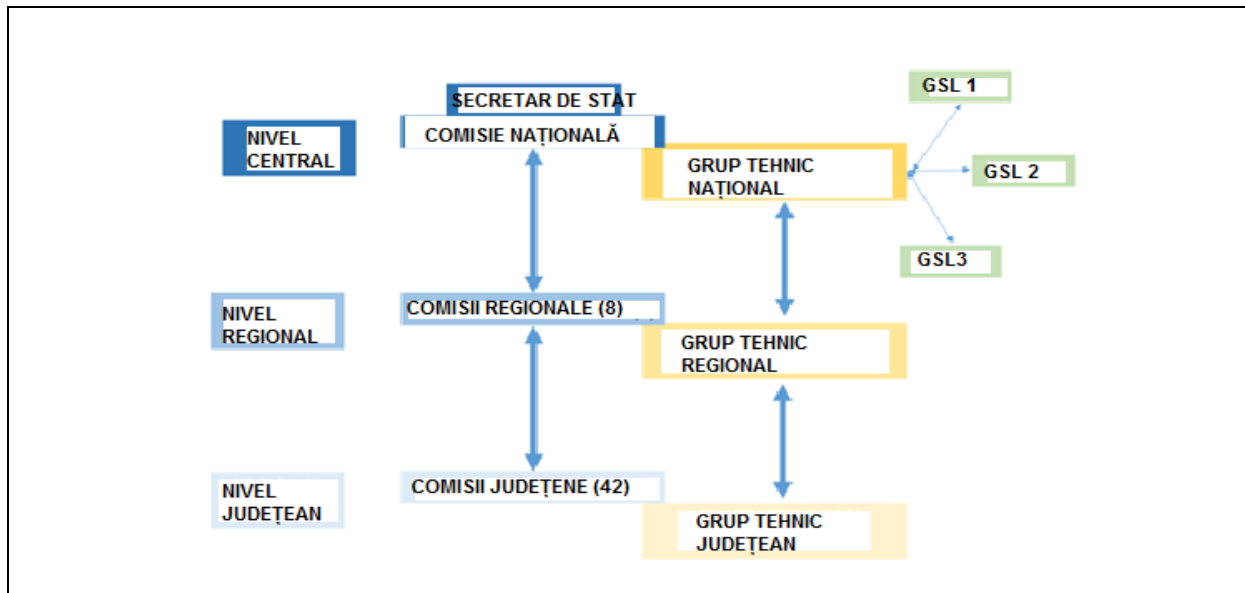 SECRETAR DE STAT
COMISIE NAȚIONALĂ
NIVEL
CENTRAL
GRUP TEHNIC
NAȚIONAL
GSL 1
GSL 2
GSL3
NIVEL
REGIONAL
COMISII REGIONALE (8)
GRUP TEHNIC
REGIONAL
NIVEL
JUDEȚEAN
COMISII JUDEȚENE (42)
GRUP TEHNIC
JUDEȚEAN